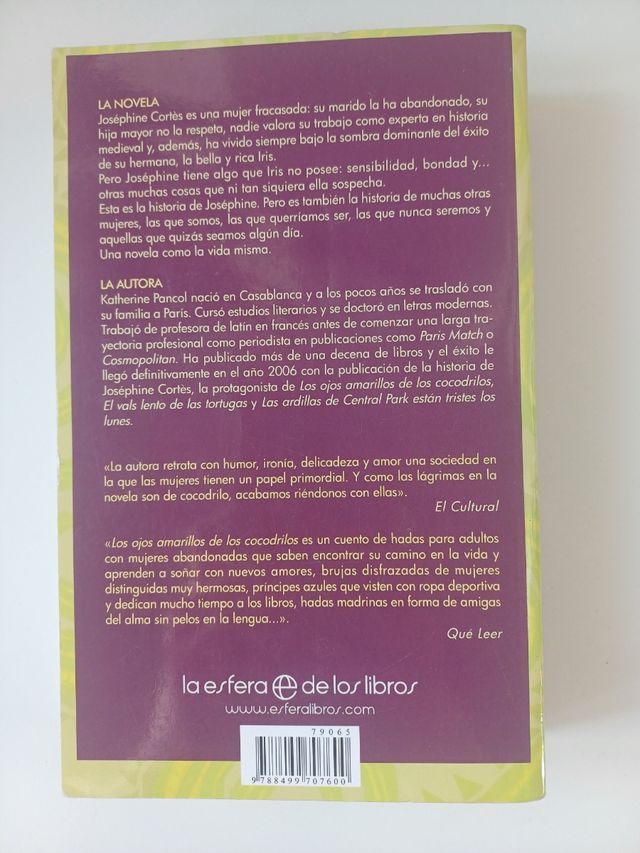 LA NOVELA
Joséphine Cortès es una mujer fracasada: su marido la ha abandonado, su
hija mayor no la respeta, nadie valora su trabajo como experta en historia
medieval y, además, ha vivido siempre bajo la sombra dominante del éxito
de su hermana, la bella y rica Iris.
Pero Joséphine tiene algo que Iris no posee: sensibilidad, bondad y...
otras muchas cosas que ni tan siquiera ella sospecha.
Esta es la historia de Joséphine. Pero es también la historia de muchas otras
mujeres, las que somos, las que querríamos ser, las que nunca seremos y
aquellas que quizás seamos algún día.
Una novela como la vida misma.
LA AUTORA
Katherine Pancol nació en Casablanca y a los pocos años se trasladó con
su familia a París. Cursó estudios literarios y se doctoró en letras modernas.
Trabajó de profesora de latín en francés antes de comenzar una larga tra-
yectoria profesional como periodista en publicaciones como Paris Match o
Cosmopolitan. Ha publicado más de una decena de libros y el éxito le
llegó definitivamente en el año 2006 con la publicación de la historia de
Joséphine Cortès, la protagonista de Los ojos amarillos de los cocodrilos,
El vals lento de las tortugas y Las ardillas de Central Park están tristes los
lunes.
«La autora retrata con humor, ironía, delicadeza y amor una sociedad en
la que las mujeres tienen un papel primordial. Y como las lágrimas en la
novela son de cocodrilo, acabamos riéndonos con ellas».
El Cultural
«Los ojos amarillos de los cocodrilos es un cuento de hadas para adultos
con mujeres abandonadas que saben encontrar su camino en la vida y
aprenden a soñar con nuevos amores, brujas disfrazadas de mujeres
distinguidas muy hermosas, príncipes azules que visten con ropa deportiva
y dedican mucho tiempo a los libros, hadas madrinas en forma de amigas
del alma sin pelos en la lengua...».
Qué Leer
la esfera e de los libros
www.esferalibros.com
79065
9 788499 707600